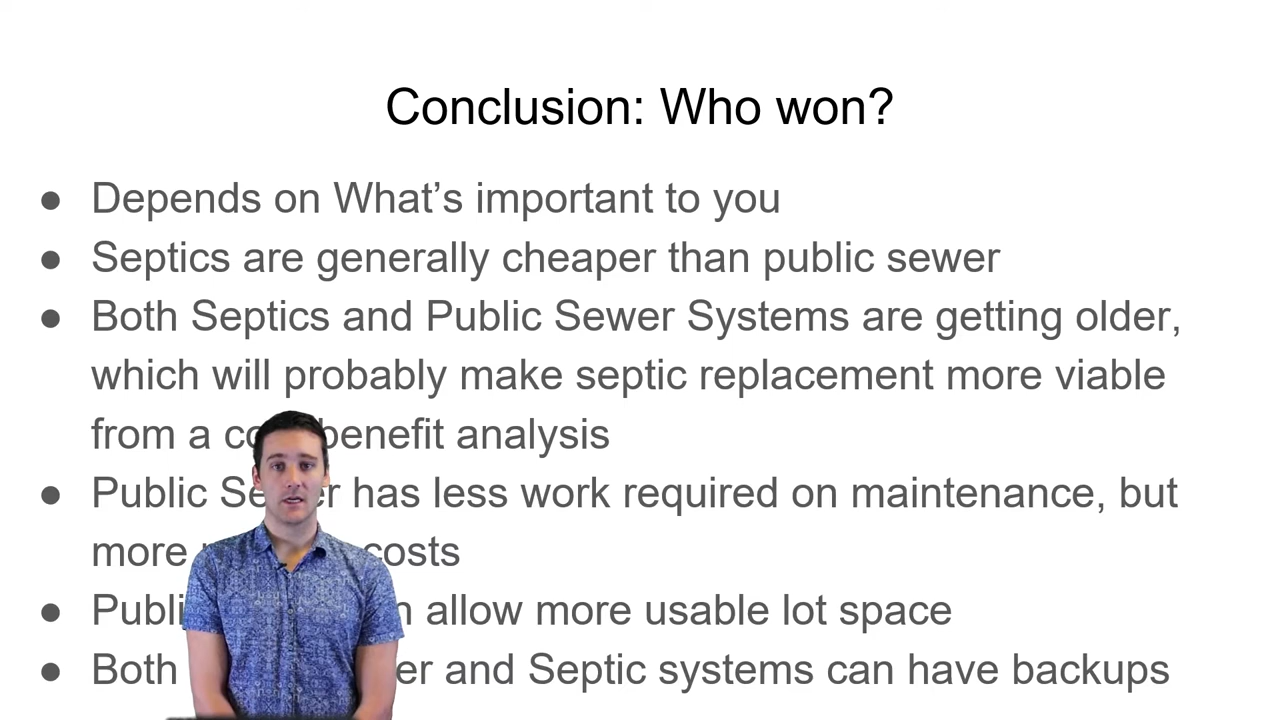 Conclusion: Who won?
● Depends on What’s important to you
● Septics are generally cheaper than public sewer
● Both Septics and Public Sewer Systems are getting older,
which will probably make septic replacement more viable
from a benefit analysis
● Public Sewer has less work required on maintenance, but
more costs
● allow more usable lot space
● Both and Septic systems can have backups